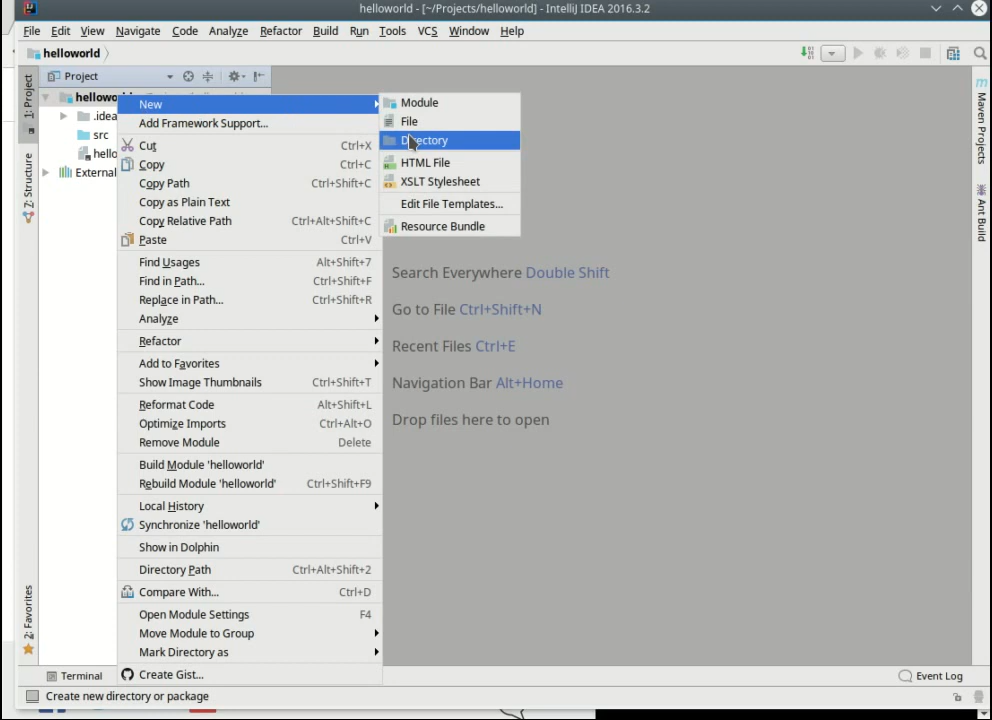 helloworld - [~/Projects/helloworld] - IntelliJ IDEA 2016.3.2
File Edit View Navigate Code Analyze Refactor Build Run Tools VCS Window Help
helloworld
1: Project
Z: Structure
2: Favorites
Project
hellowo
.idea
src
hello
External
New
Add Framework Support...
Cut Ctrl+X
Copy Ctrl+C
Copy Path Ctrl+Shift+C
Copy as Plain Text
Copy Relative Path Ctrl+Alt+Shift+C
Paste Ctrl+V
Find Usages Alt+Shift+7
Find in Path... Ctrl+Shift+F
Replace in Path... Ctrl+Shift+R
Analyze
Refactor
Add to Favorites
Show Image Thumbnails Ctrl+Shift+T
Reformat Code Alt+Shift+L
Optimize Imports Ctrl+Alt+O
Remove Module Delete
Build Module 'helloworld'
Rebuild Module 'helloworld' Ctrl+Shift+F9
Local History
Synchronize 'helloworld'
Show in Dolphin
Directory Path Ctrl+Alt+Shift+2
Compare With... Ctrl+D
Open Module Settings F4
Move Module to Group
Mark Directory as
Create Gist...
Module
File
Directory
HTML File
XSLT Stylesheet
Edit File Templates...
Resource Bundle
Search Everywhere Double Shift
Go to File Ctrl+Shift+N
Recent Files Ctrl+E
Navigation Bar Alt+Home
Drop files here to open
Maven Projects
Ant Build
Terminal
Event Log
Create new directory or package